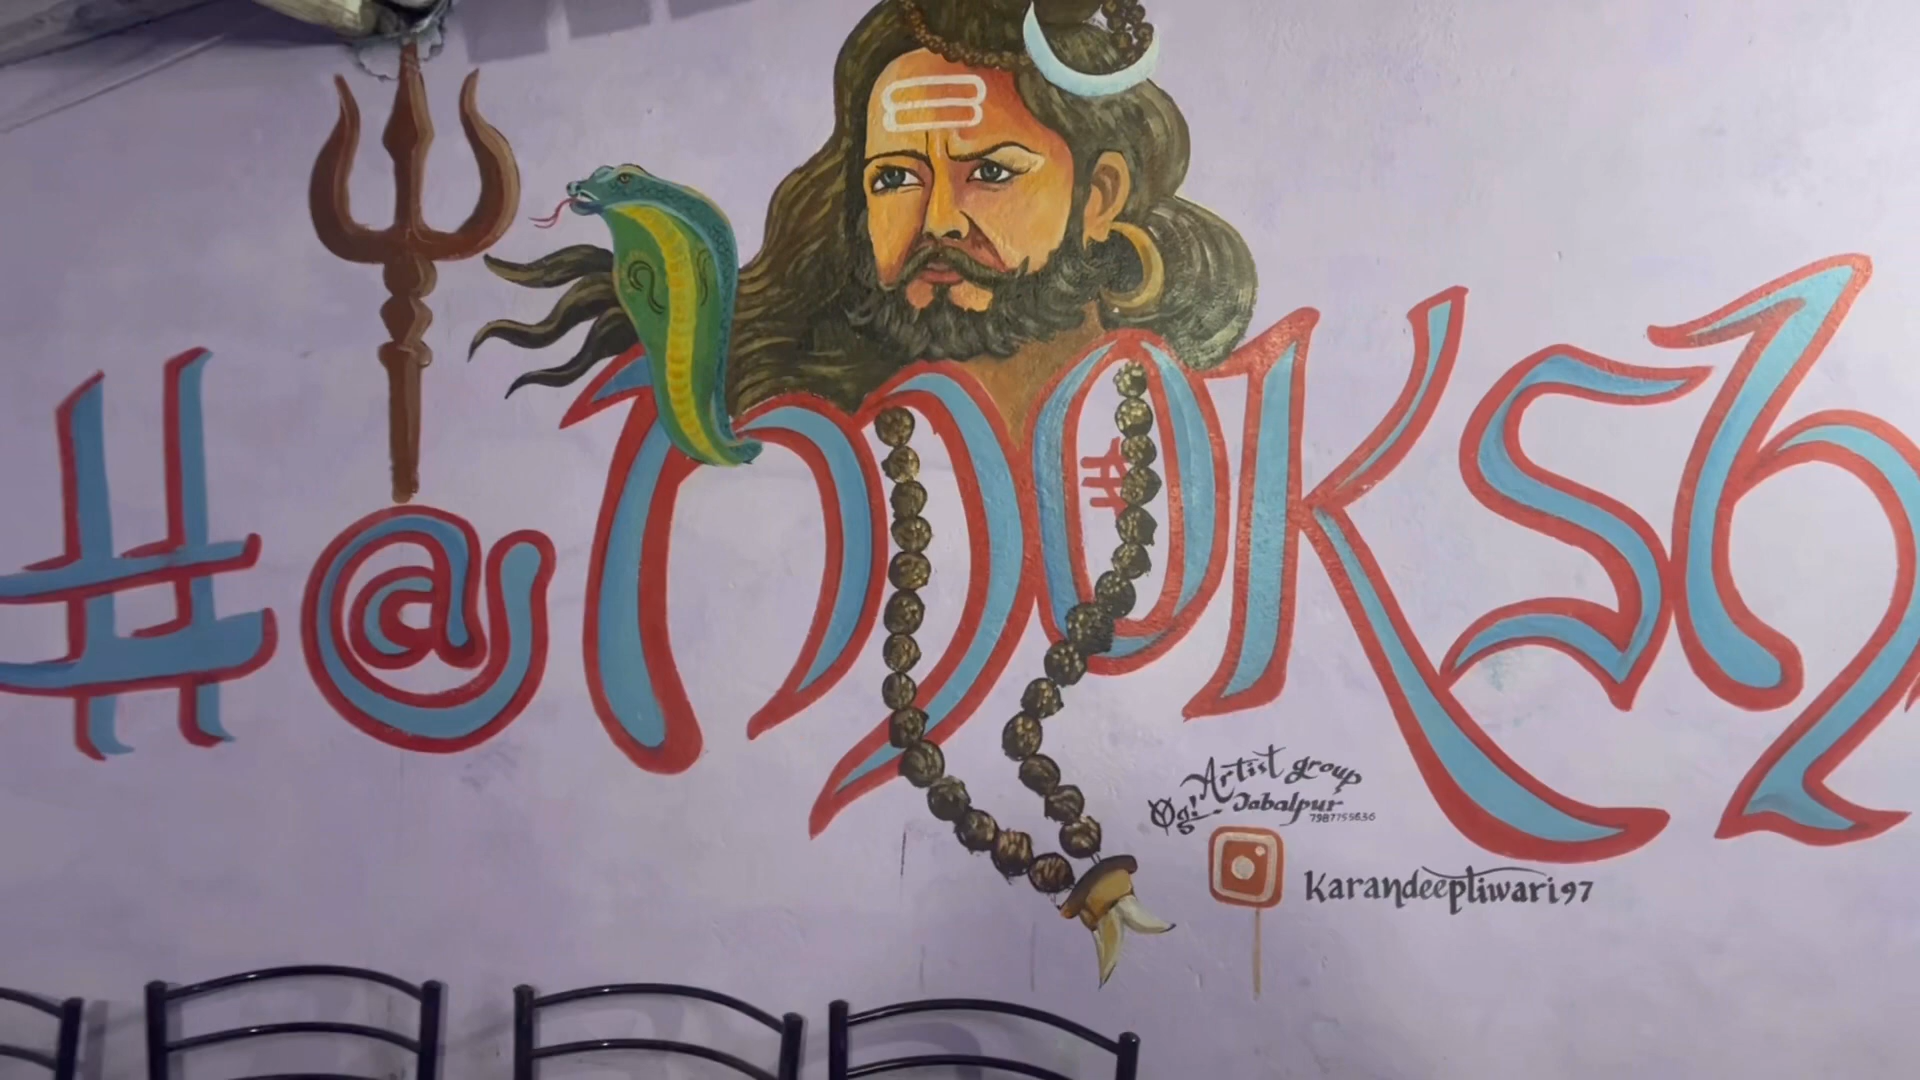 #@moksh
#
Artist group
Og! Jabalpur
7987755636
Karandeeptiwari97